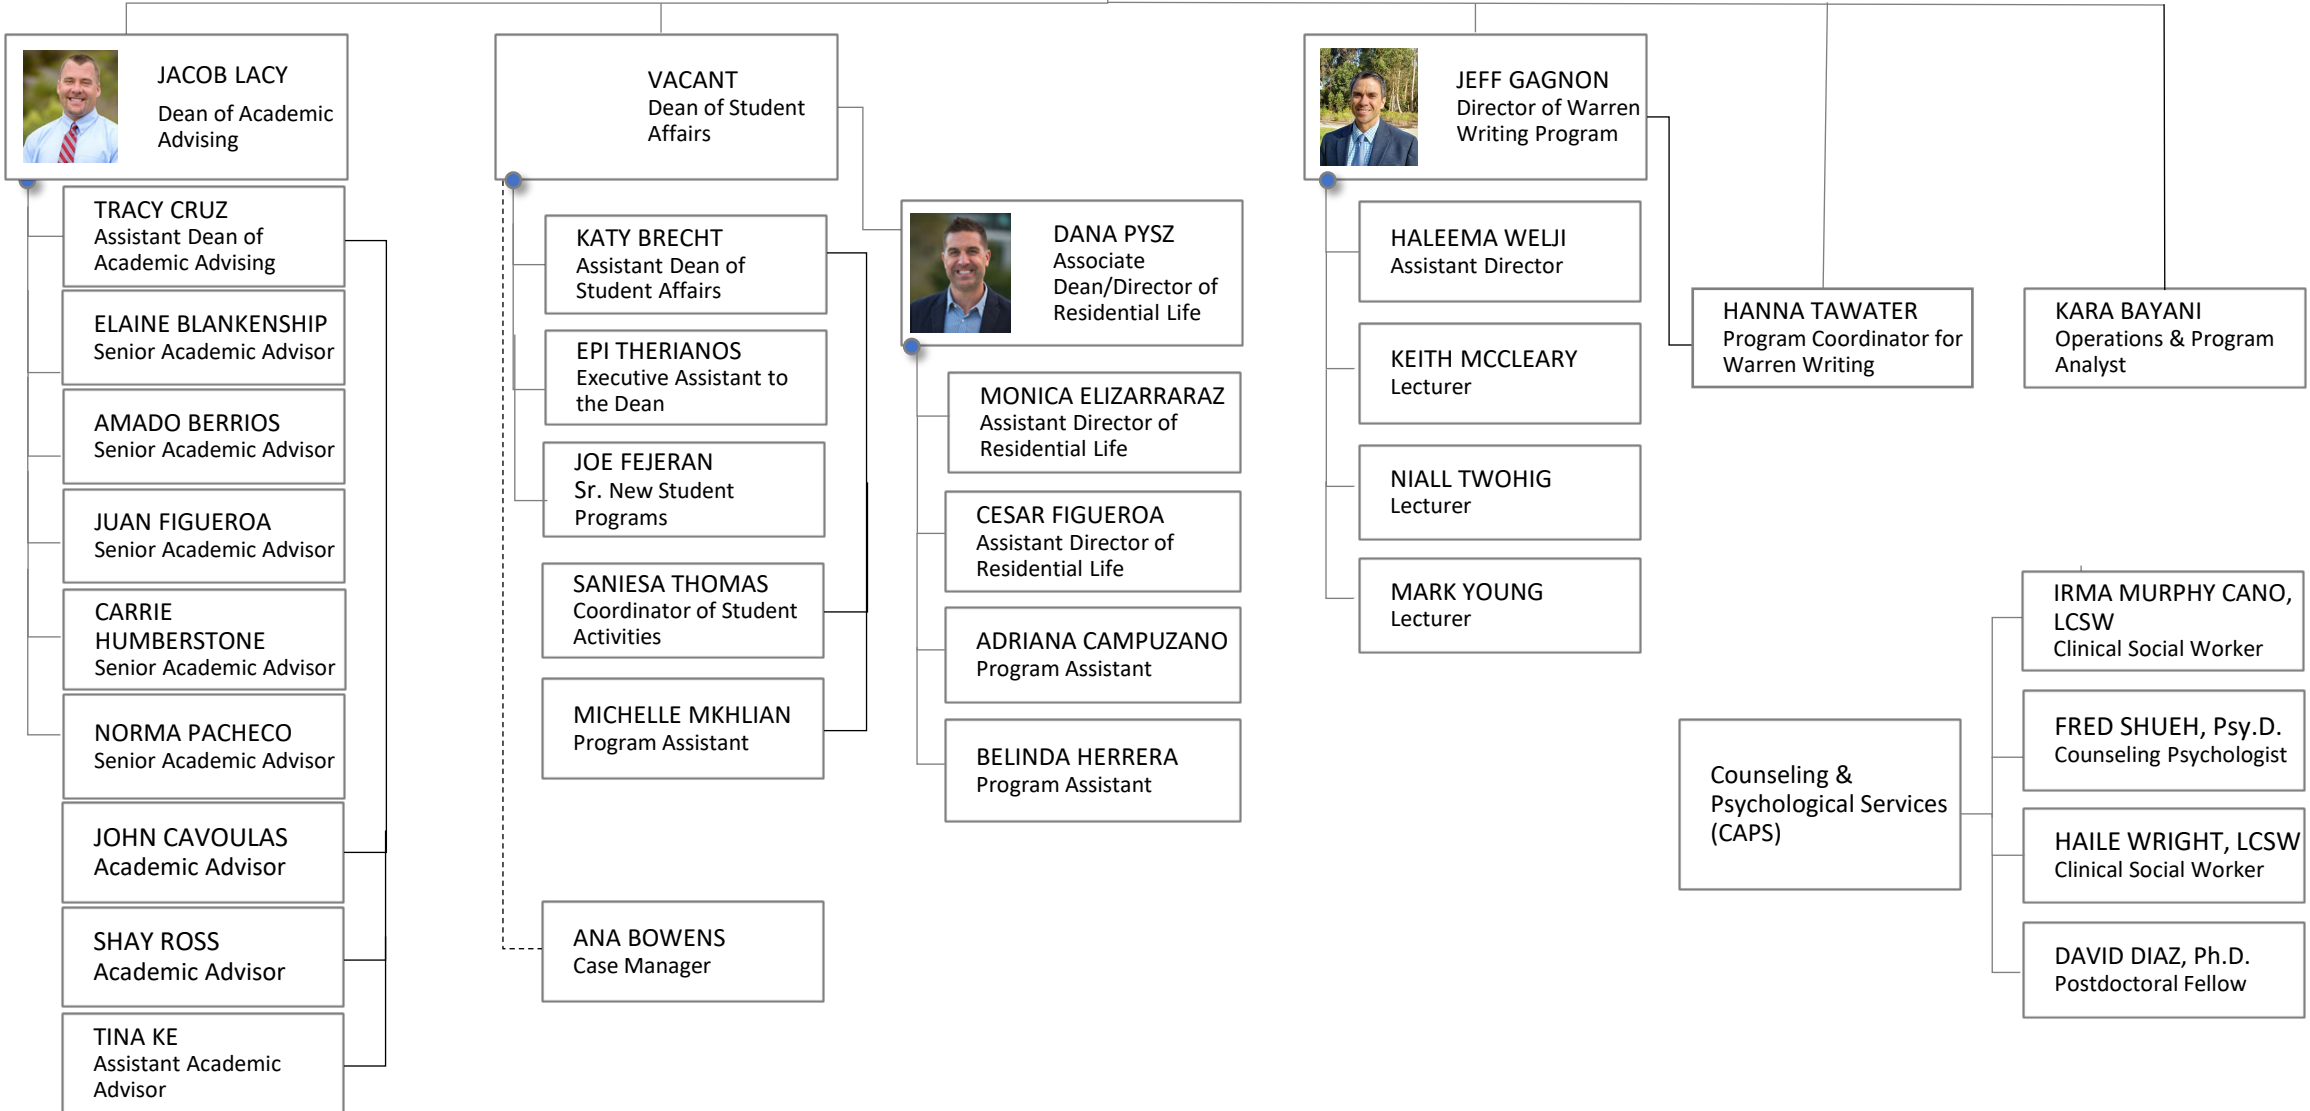 JACOB LACY
Dean of Academic
Advising
TRACY CRUZ
Assistant Dean of
Academic Advising
ELAINE BLANKENSHIP
Senior Academic Advisor
AMADO BERRIOS
Senior Academic Advisor
JUAN FIGUEROA
Senior Academic Advisor
CARRIE
HUMBERSTONE
Senior Academic Advisor
NORMA PACHECO
Senior Academic Advisor
JOHN CAVOULAS
Academic Advisor
SHAY ROSS
Academic Advisor
TINA KE
Assistant Academic
Advisor
VACANT
Dean of Student
Affairs
KATY BRECHT
Assistant Dean of
Student Affairs
EPI THERIANOS
Executive Assistant to
the Dean
JOE FEJERAN
Sr. New Student
Programs
SANIESA THOMAS
Coordinator of Student
Activities
MICHELLE MKHLIAN
Program Assistant
ANA BOWENS
Case Manager
DANA PYSZ
Associate
Dean/Director of
Residential Life
MONICA ELIZARRARAZ
Assistant Director of
Residential Life
CESAR FIGUEROA
Assistant Director of
Residential Life
ADRIANA CAMPUZANO
Program Assistant
BELINDA HERRERA
Program Assistant
JEFF GAGNON
Director of Warren
Writing Program
HALEEMA WELJI
Assistant Director
KEITH MCCLEARY
Lecturer
NIALL TWOHIG
Lecturer
MARK YOUNG
Lecturer
HANNA TAWATER
Program Coordinator for
Warren Writing
KARA BAYANI
Operations & Program
Analyst
Counseling &
Psychological Services
(CAPS)
IRMA MURPHY CANO,
LCSW
Clinical Social Worker
FRED SHUEH, Psy.D.
Counseling Psychologist
HAILE WRIGHT, LCSW
Clinical Social Worker
DAVID DIAZ, Ph.D.
Postdoctoral Fellow